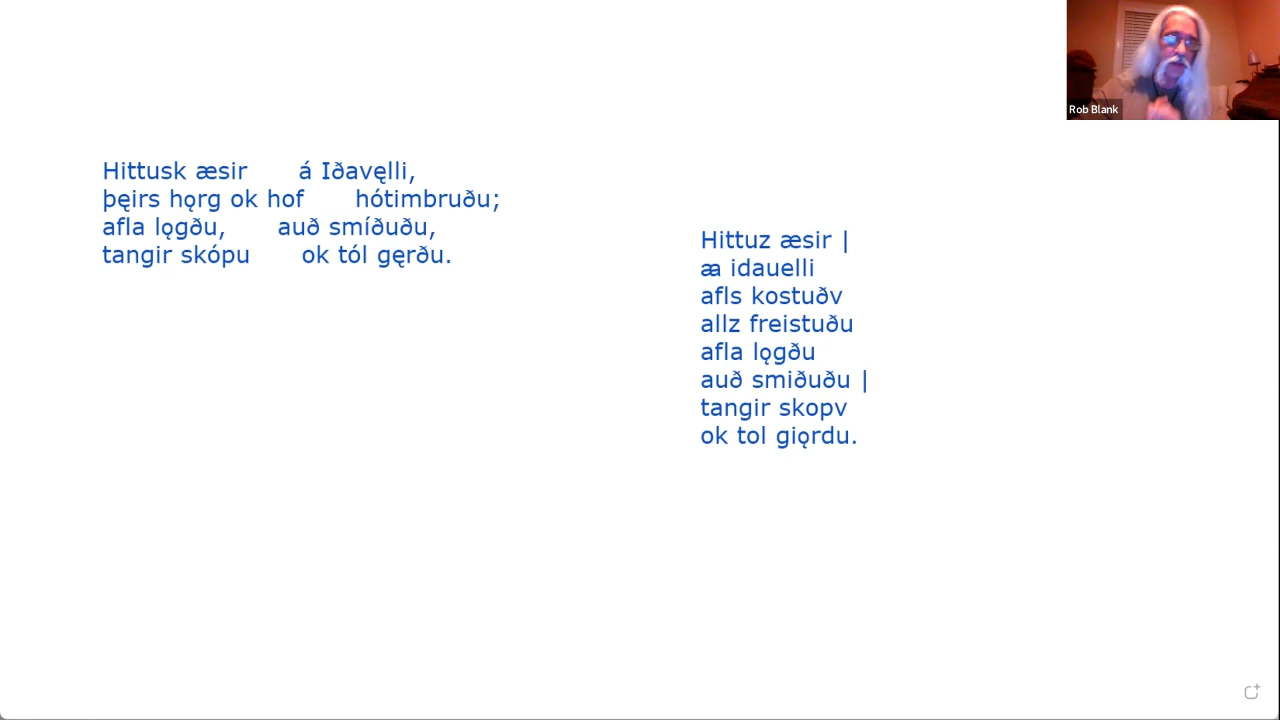 Rob Blank
Hittusk æsir á Iðavęlli,
þęirs hǫrg ok hof hótimbruðu;
afla lǫgðu, auð smíðuðu,
tangir skópu ok tól gęrðu.
Hittuz æsir |
ꜳ idauelli
afls kostuðv
allz freistuðu
afla lǫgðu
auð smiðuðu |
tangir skopv
ok tol giǫrdu.